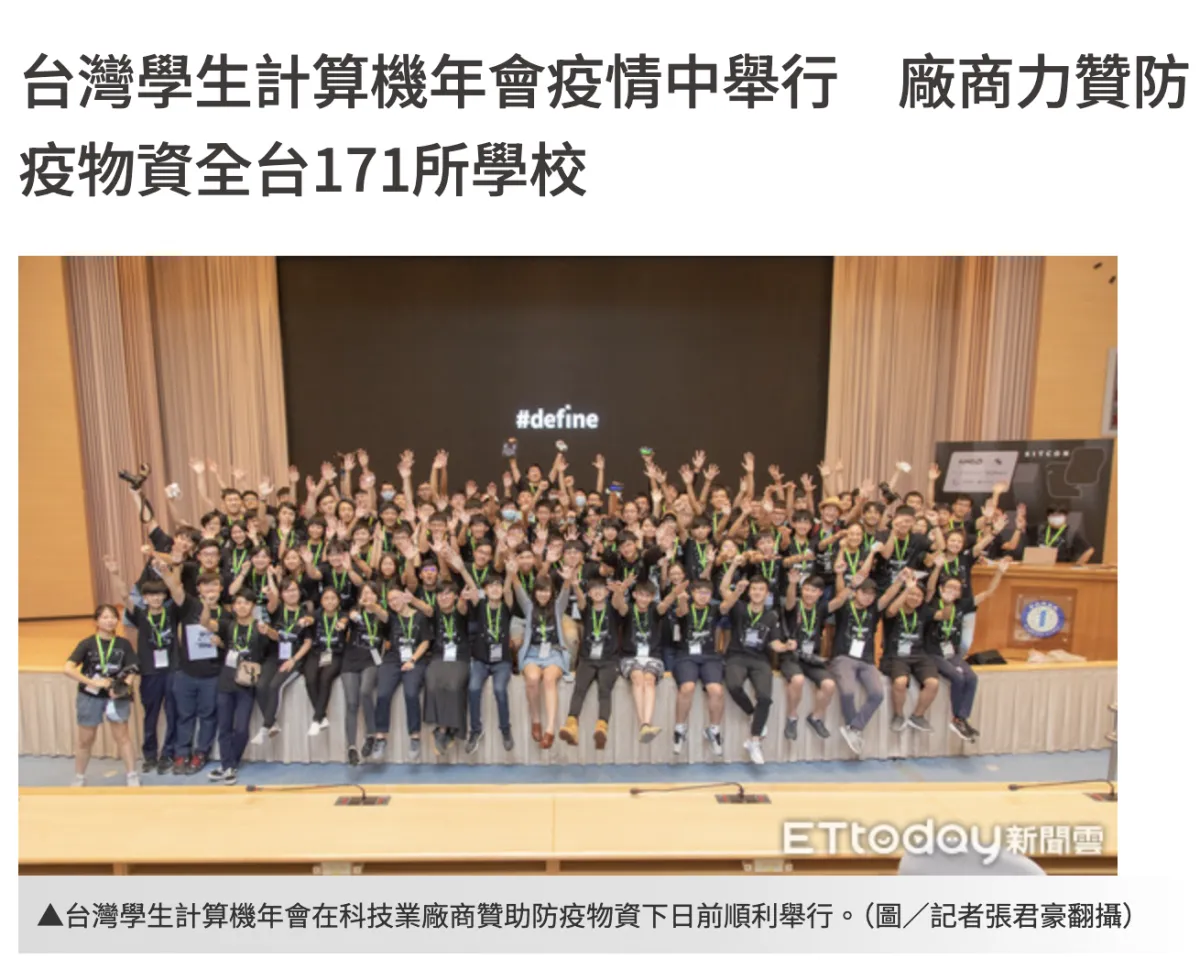 台灣學生計算機年會疫情中舉行　廠商力贊防
疫物資全台171所學校
#define
SITCON
AMD
ETtoday新聞雲
▲台灣學生計算機年會在科技業廠商贊助防疫物資下日前順利舉行。（圖／記者張君豪翻攝）